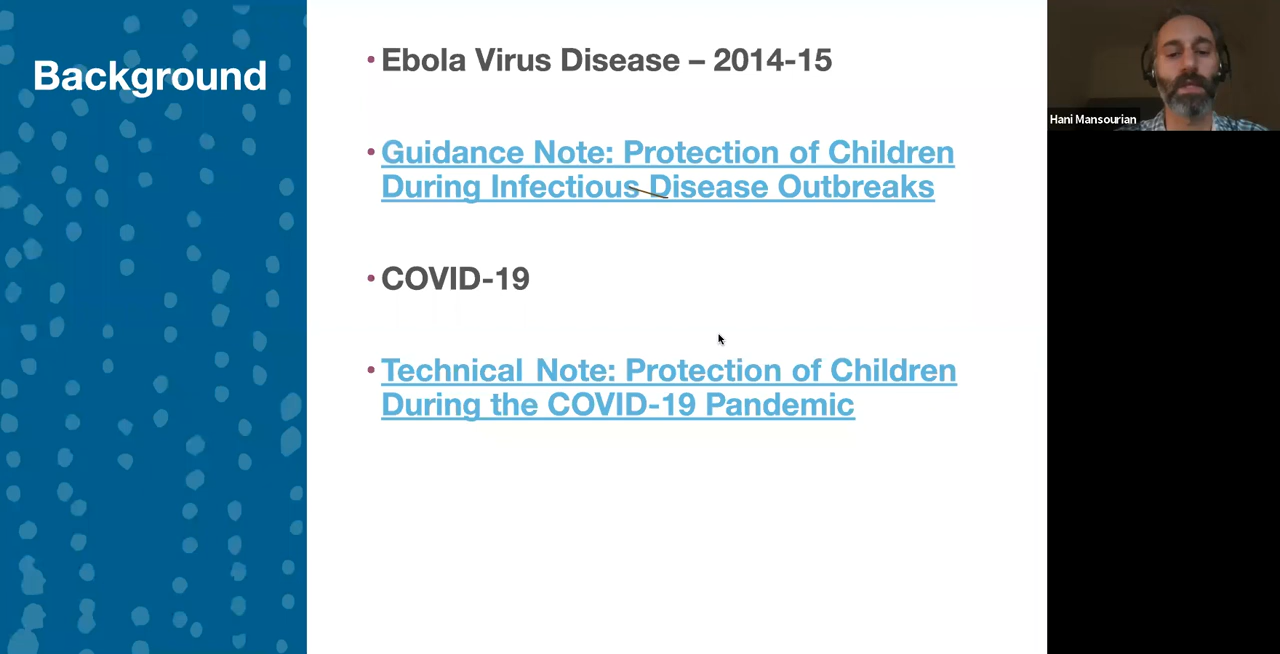 Background
• Ebola Virus Disease – 2014-15
• Guidance Note: Protection of Children
During Infectious Disease Outbreaks
• COVID-19
• Technical Note: Protection of Children
During the COVID-19 Pandemic
Hani Mansourian